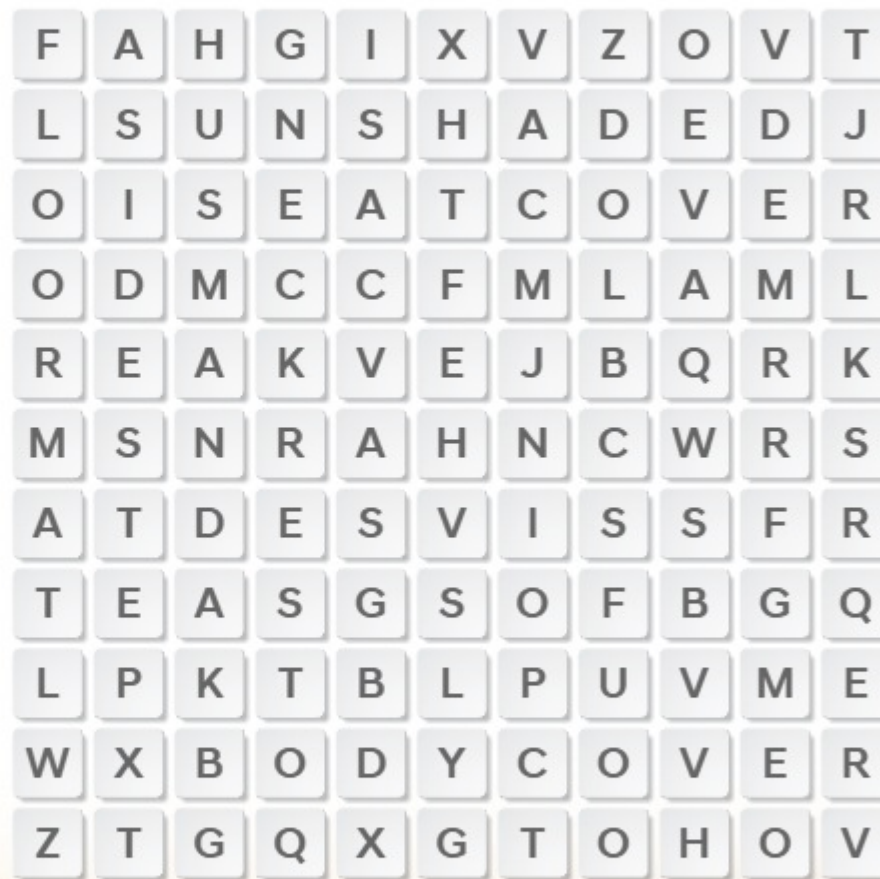 F A H G I X V Z O V T
L S U N S H A D E D J
O I S E A T C O V E R
O D M C C F M L A M L
R E A K V E J B Q R K
M S N R A H N C W R S
A T D E S V I S S F R
T E A S G S O F B G Q
L P K T B L P U V M E
W X B O D Y C O V E R
Z T G Q X G T O H O V